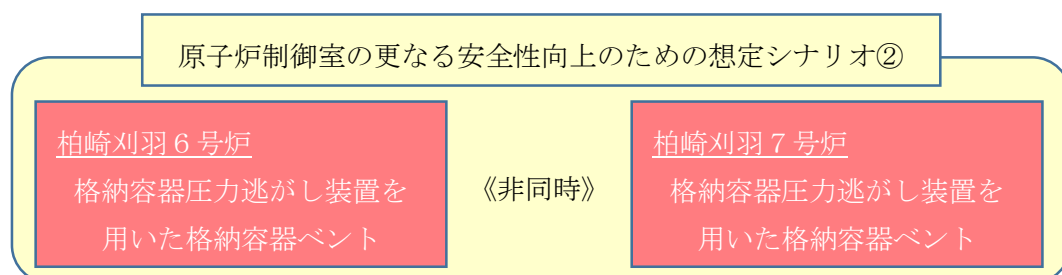 原子炉制御室の更なる安全性向上のための想定シナリオ②
柏崎刈羽６号炉
格納容器圧力逃がし装置を
用いた格納容器ベント
《非同時》
柏崎刈羽７号炉
格納容器圧力逃がし装置を
用いた格納容器ベント